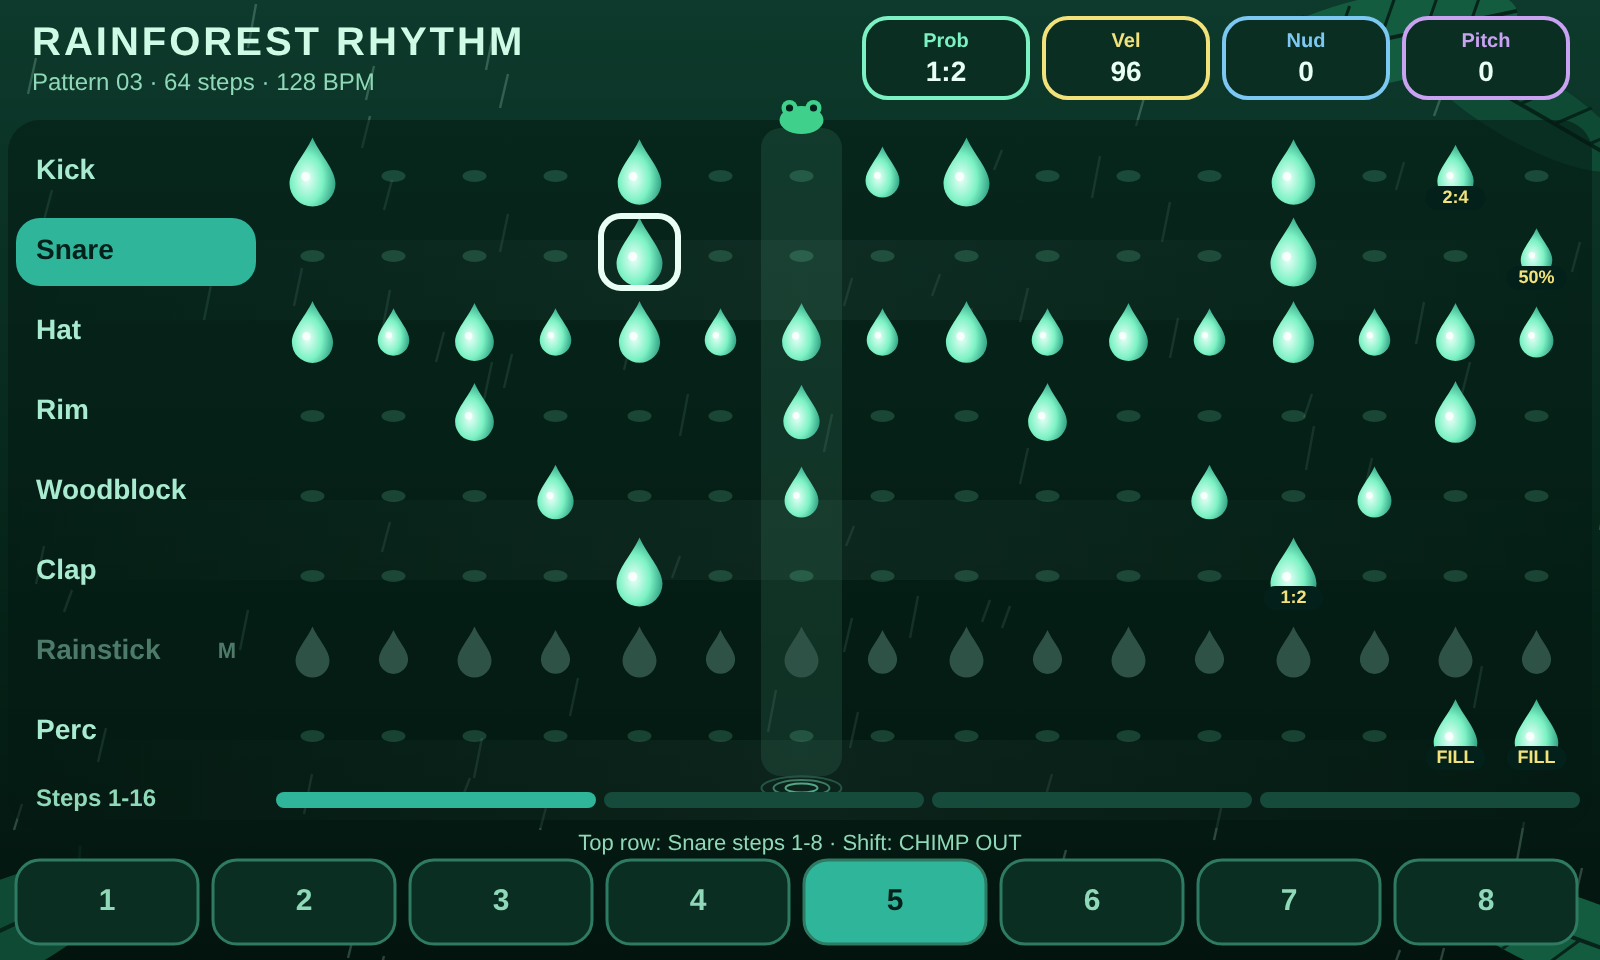 RAINFOREST RHYTHM
Pattern 03 · 64 steps · 128 BPM
Prob
1:2
Vel
96
Nud
0
Pitch
0
Kick
2:4
Snare
50%
Hat
Rim
Woodblock
Clap
1:2
Rainstick M
Perc
FILL FILL
Steps 1-16
Top row: Snare steps 1-8 · Shift: CHIMP OUT
1 2 3 4 5 6 7 8